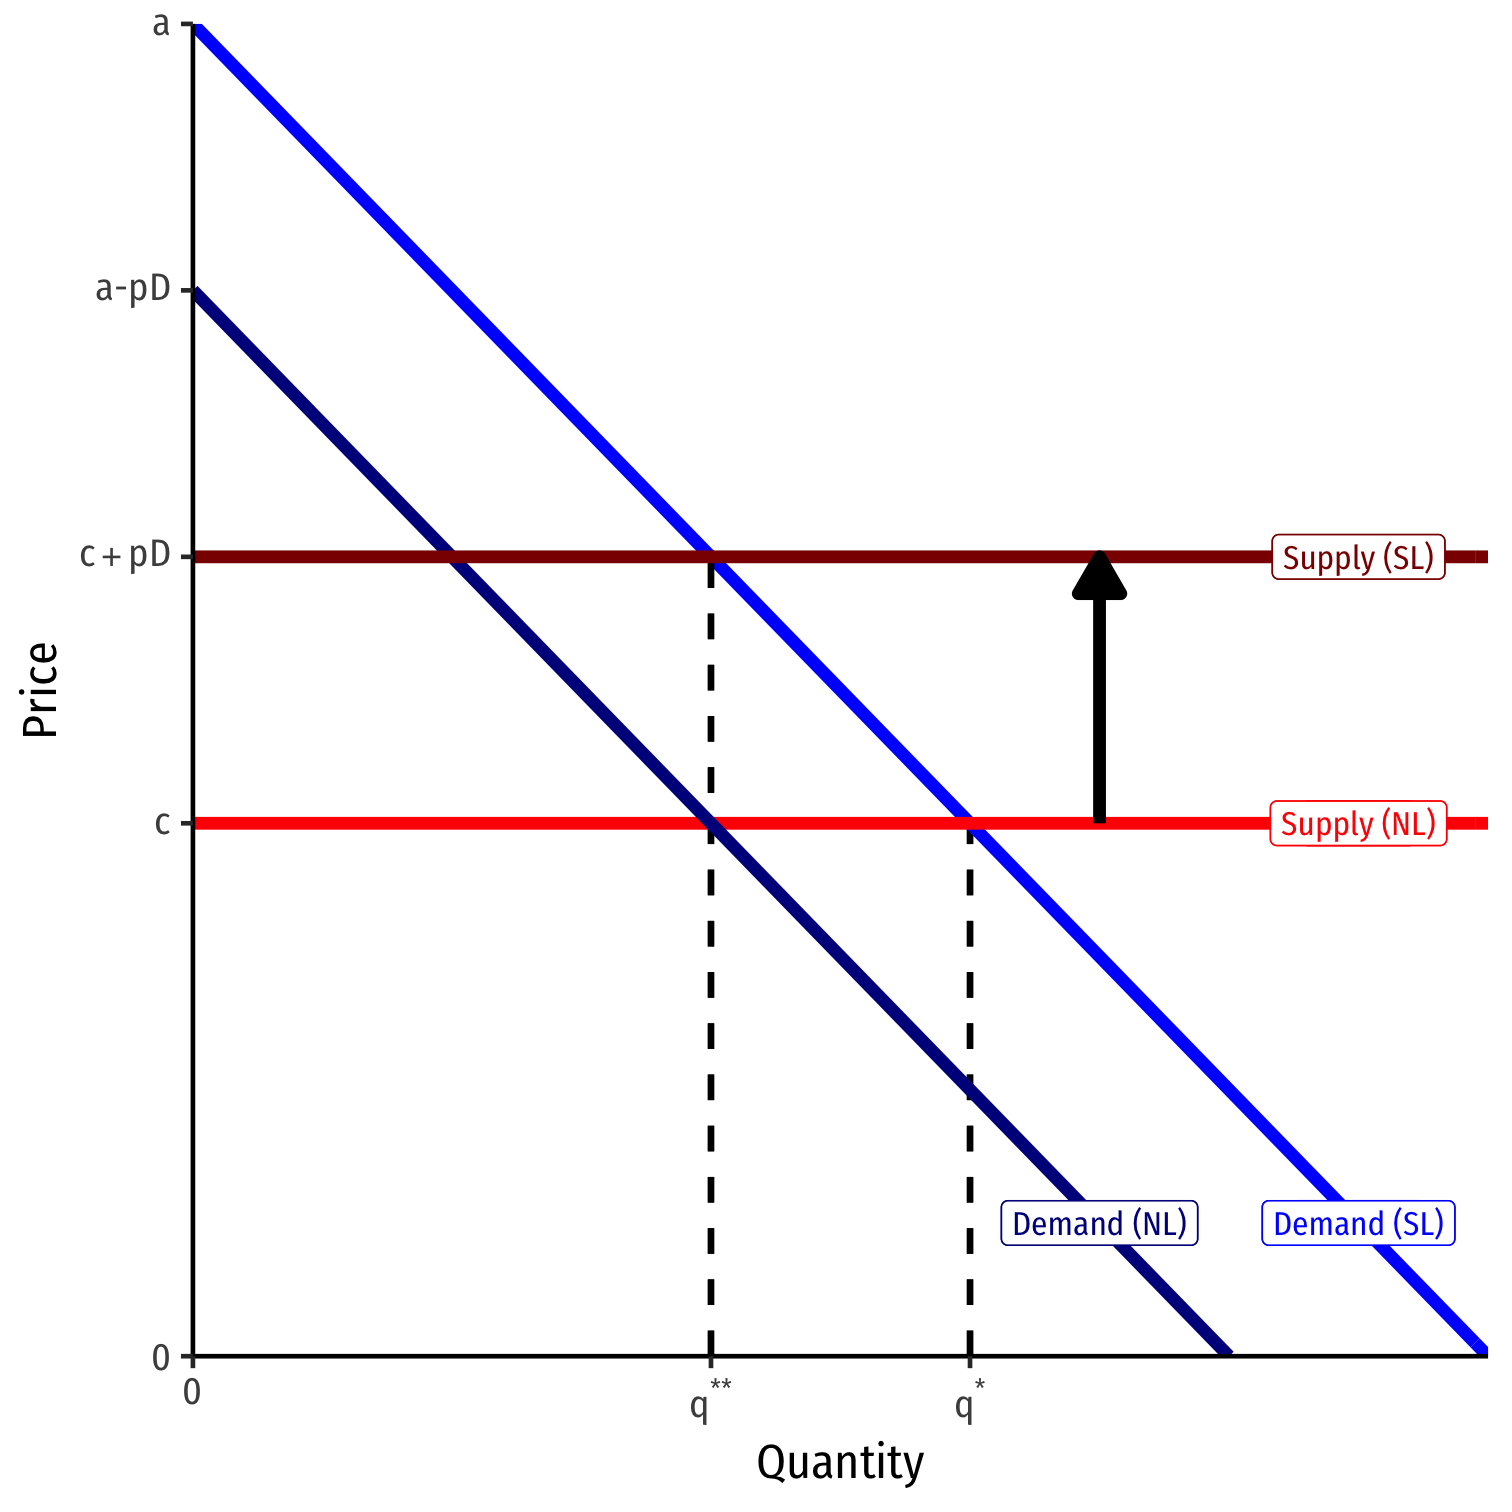 a
a-pD
c+pD
Supply (SL)
Price
c
Supply (NL)
Demand (NL)
Demand (SL)
0
0
q**
q*
Quantity